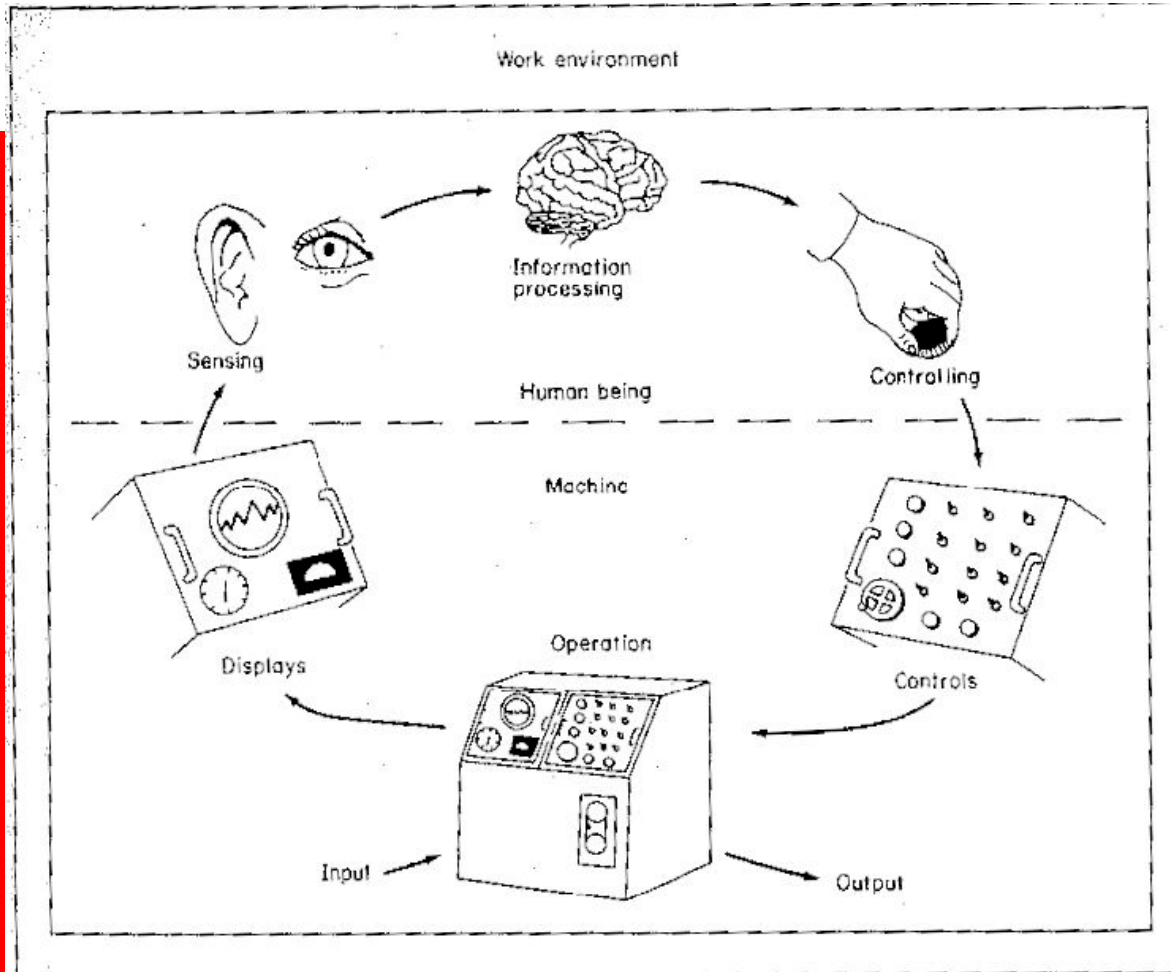 Work environment
Information
processing
Sensing
Controlling
Human being
Machine
Operation
Displays
Controls
Input
Output